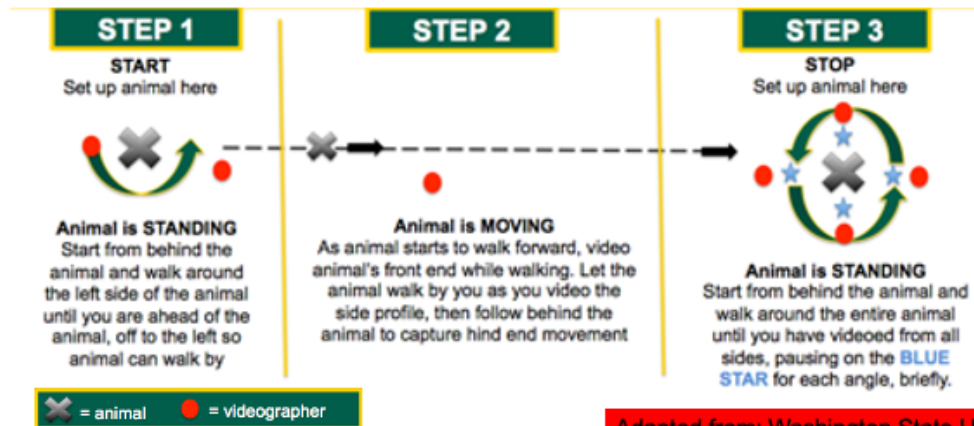 STEP 1
START
Set up animal here
Animal is STANDING
Start from behind the
animal and walk around
the left side of the animal
until you are ahead of the
animal, off to the left so
animal can walk by
STEP 2
Animal is MOVING
As animal starts to walk forward, video
animal's front end while walking. Let the
animal walk by you as you video the
side profile, then follow behind the
animal to capture hind end movement
STEP 3
STOP
Set up animal here
Animal is STANDING
Start from behind the animal and
walk around the entire animal
until you have videoed from all
sides, pausing on the BLUE
STAR for each angle, briefly.
= animal = videographer
Adapted from: Washington State